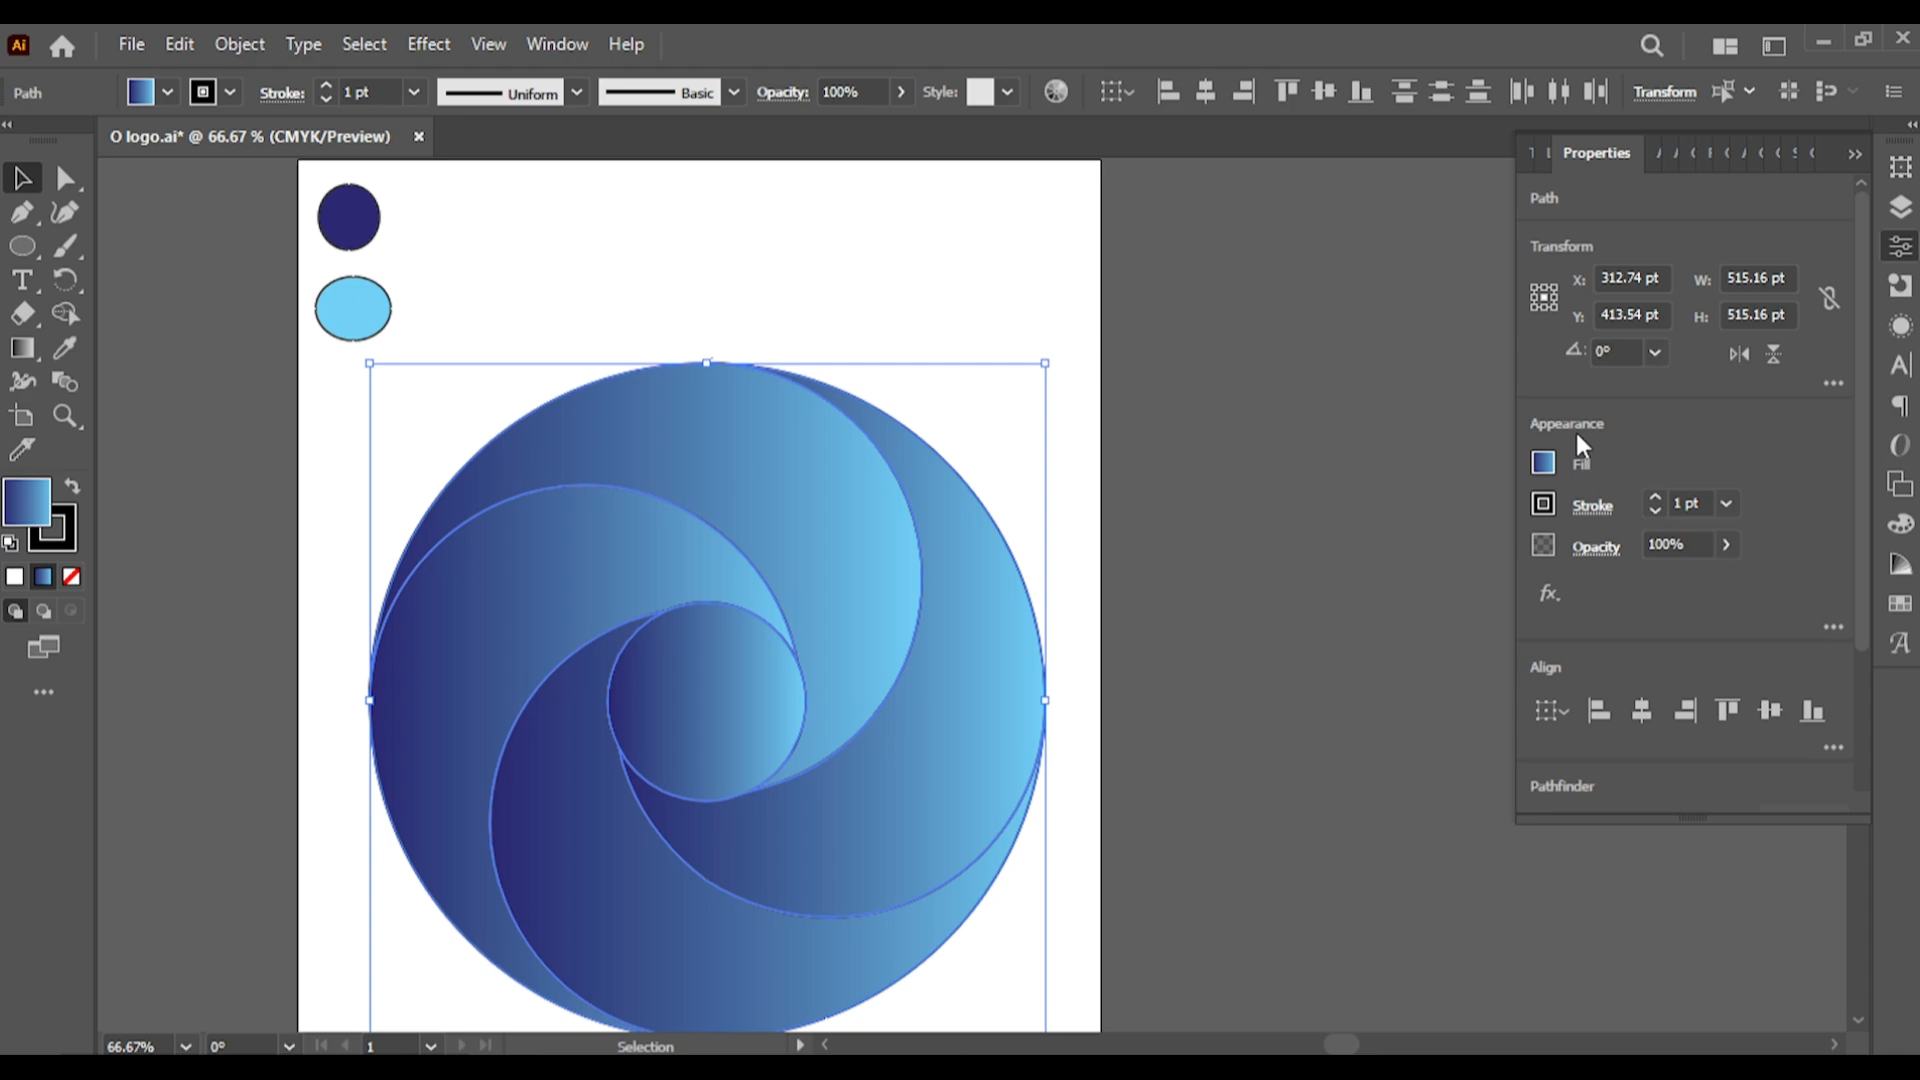 Ai File Edit Object Type Select Effect View Window Help
Path Stroke: 1 pt Uniform Basic Opacity: 100% Style: Transform
O logo.ai* @ 66.67 % (CMYK/Preview)
Properties
Path
Transform
X: 312.74 pt W: 515.16 pt
Y: 413.54 pt H: 515.16 pt
0°
Appearance
Fill
Stroke 1 pt
Opacity 100%
fx.
Align
Pathfinder
66.67% 0° 1 Selection